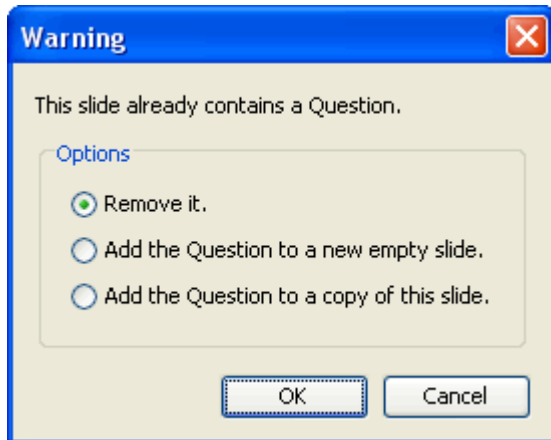 Warning
This slide already contains a Question.
Options
Remove it.
Add the Question to a new empty slide.
Add the Question to a copy of this slide.
OK
Cancel